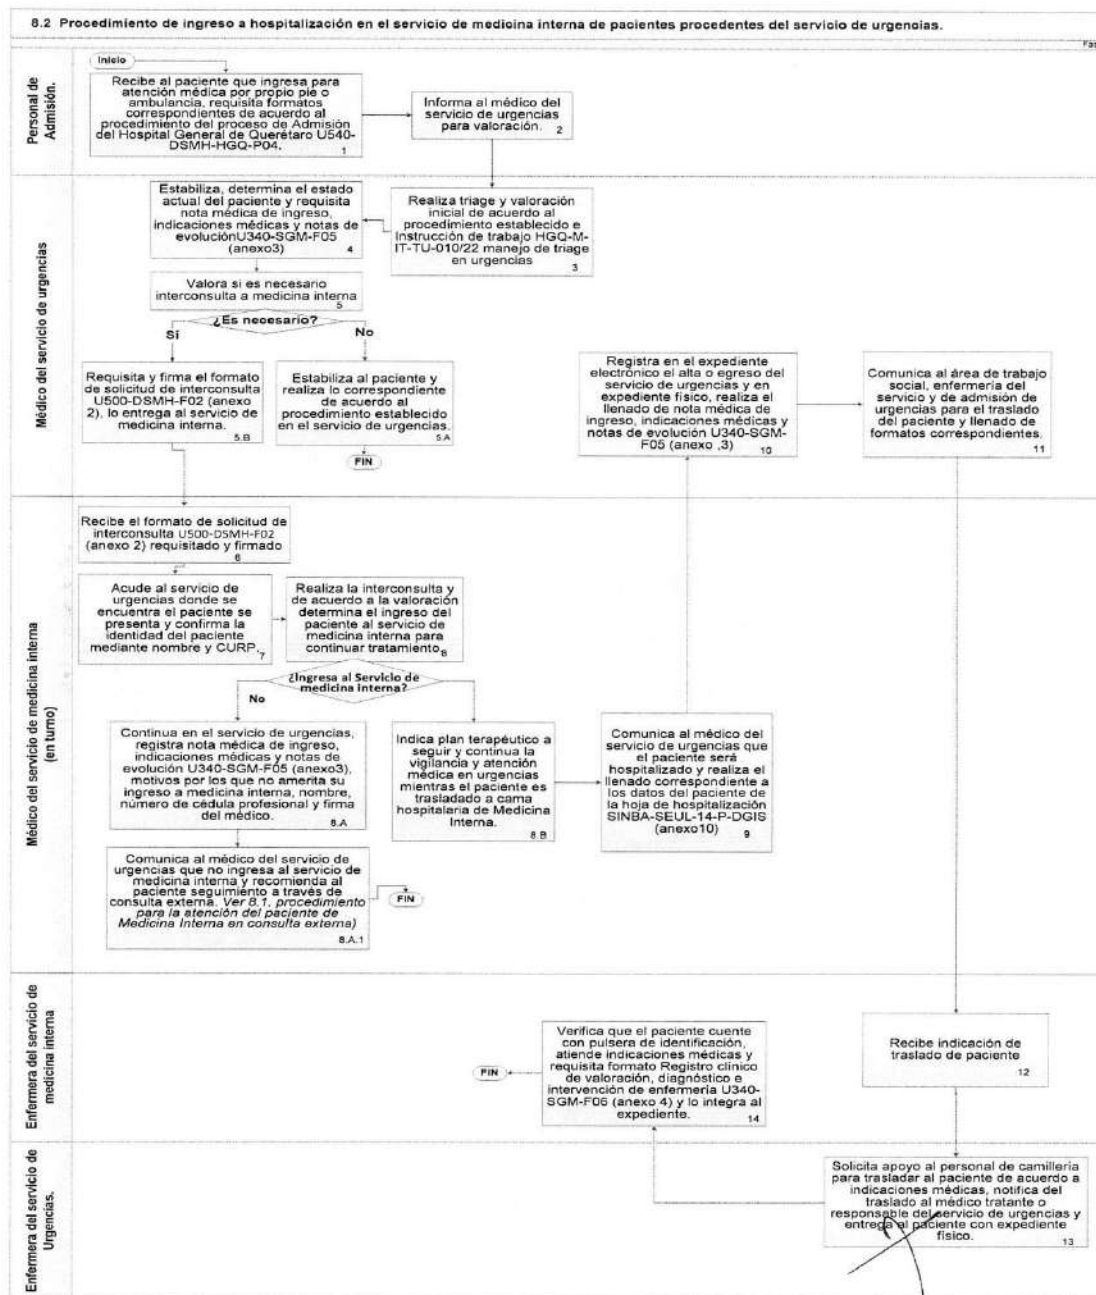 8.2 Procedimiento de ingreso a hospitalización en el servicio de medicina interna de pacientes procedentes del servicio de urgencias.
Personal de
Admisión.
Inicio
Recibe al paciente que ingresa para
atención médica por propio pie o
ambulancia, requisita formatos
correspondientes de acuerdo al
procedimiento del proceso de Admisión
del Hospital General de Querétaro U540-
DSMH-HGQ-P04.
1
Informa al médico del
servicio de urgencias
para valoración.
2
Médico del servicio de urgencias
Realiza triage y valoración
inicial de acuerdo al
procedimiento establecido e
Instrucción de trabajo HGQ-M-
IT-TU-010/22 manejo de triage
en urgencias
3
Estabiliza, determina el estado
actual del paciente y requisita
nota médica de ingreso,
indicaciones médicas y notas de
evoluciónU340-SGM-F05
(anexo3)
4
Valora si es necesario
interconsulta a medicina interna
5
¿Es necesario?
Sí
No
Requisita y firma el formato
de solicitud de interconsulta
U500-DSMH-F02 (anexo
2), lo entrega al servicio de
medicina interna.
5.B
Estabiliza al paciente y
realiza lo correspondiente
de acuerdo al
procedimiento establecido
en el servicio de urgencias.
5.A
FIN
Registra en el expediente
electrónico el alta o egreso del
servicio de urgencias y en
expediente físico, realiza el
llenado de nota médica de
ingreso, indicaciones médicas y
notas de evolución U340-SGM-
F05 (anexo ,3)
10
Comunica al área de trabajo
social, enfermería del
servicio y de admisión de
urgencias para el traslado
del paciente y llenado de
formatos correspondientes.
11
Médico del servicio de medicina interna
(en turno)
Recibe el formato de solicitud de
interconsulta U500-DSMH-F02
(anexo 2) requisitado y firmado
6
Acude al servicio de
urgencias donde se
encuentra el paciente se
presenta y confirma la
identidad del paciente
mediante nombre y CURP.
7
Realiza la interconsulta y
de acuerdo a la valoración
determina el ingreso del
paciente al servicio de
medicina interna para
continuar tratamiento
8
¿Ingresa al Servicio de
medicina interna?
No
Continua en el servicio de urgencias,
registra nota médica de ingreso,
indicaciones médicas y notas de
evolución U340-SGM-F05 (anexo3),
motivos por los que no amerita su
ingreso a medicina interna, nombre,
número de cédula profesional y firma
del médico.
8.A
Indica plan terapéutico a
seguir y continua la
vigilancia y atención
médica en urgencias
mientras el paciente es
trasladado a cama
hospitalaria de Medicina
Interna.
8.B
Comunica al médico del
servicio de urgencias que
el paciente será
hospitalizado y realiza el
llenado correspondiente a
los datos del paciente de
la hoja de hospitalización
SINBA-SEUL-14-P-DGIS
(anexo10)
9
Comunica al médico del servicio de
urgencias que no ingresa al servicio de
medicina interna y recomienda al
paciente seguimiento a través de
consulta externa. Ver 8.1, procedimiento
para la atención del paciente de
Medicina Interna en consulta externa)
8.A.1
FIN
Enfermera del servicio de
medicina interna
Recibe indicación de
traslado de paciente
12
Verifica que el paciente cuente
con pulsera de identificación,
atiende indicaciones médicas y
requisita formato Registro clínico
de valoración, diagnóstico e
intervención de enfermería U340-
SGM-F06 (anexo 4) y lo integra al
expediente.
14
FIN
Enfermera del servicio de
Urgencias.
Solicita apoyo al personal de camillería
para trasladar al paciente de acuerdo a
indicaciones médicas, notifica del
traslado al médico tratante o
responsable del servicio de urgencias y
entrega al paciente con expediente
físico.
13